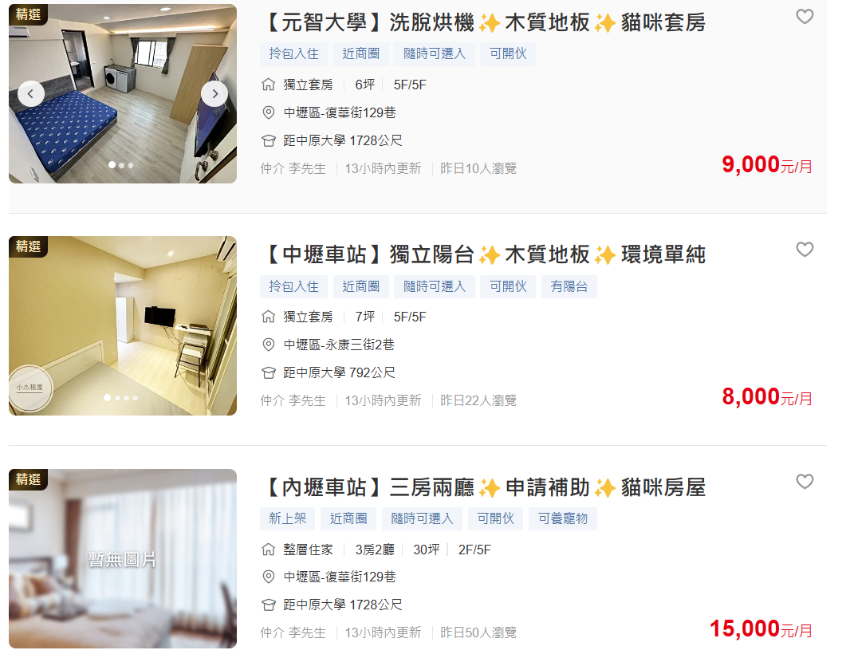 精選
【元智大學】洗脫烘機✨木質地板✨貓咪套房
拎包入住 近商圈 隨時可遷入 可開伙
獨立套房 6坪 5F/5F
中壢區-復華街129巷
距中原大學 1728公尺
仲介 李先生 13小時內更新 昨日10人瀏覽
9,000元/月
精選
【中壢車站】獨立陽台✨木質地板✨環境單純
拎包入住 近商圈 隨時可遷入 可開伙 有陽台
獨立套房 7坪 5F/5F
中壢區-永康三街2巷
距中原大學 792公尺
仲介 李先生 13小時內更新 昨日22人瀏覽
8,000元/月
精選
暫無圖片
【內壢車站】三房兩廳✨申請補助✨貓咪房屋
新上架 近商圈 隨時可遷入 可開伙 可養寵物
整層住家 3房2廳 30坪 2F/5F
中壢區-復華街129巷
距中原大學 1728公尺
仲介 李先生 13小時內更新 昨日50人瀏覽
15,000元/月